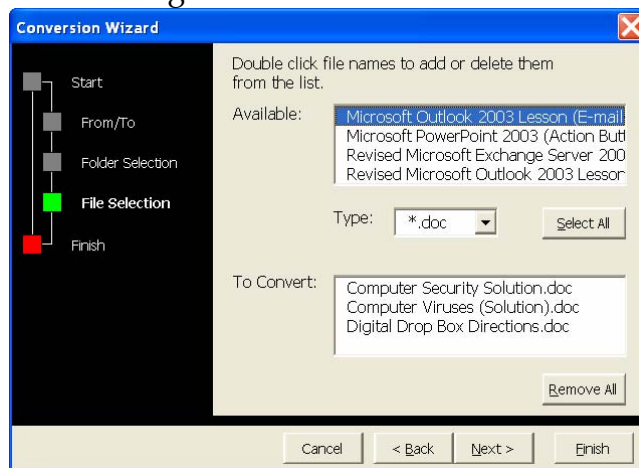 Conversion Wizard
Start
From/To
Folder Selection
File Selection
Finish
Double click file names to add or delete them
from the list.
Available:
Microsoft Outlook 2003 Lesson (E-mail
Microsoft PowerPoint 2003 (Action Butt
Revised Microsoft Exchange Server 200
Revised Microsoft Outlook 2003 Lesson
Type: *.doc Select All
To Convert:
Computer Security Solution.doc
Computer Viruses (Solution).doc
Digital Drop Box Directions.doc
Remove All
Cancel < Back Next > Finish